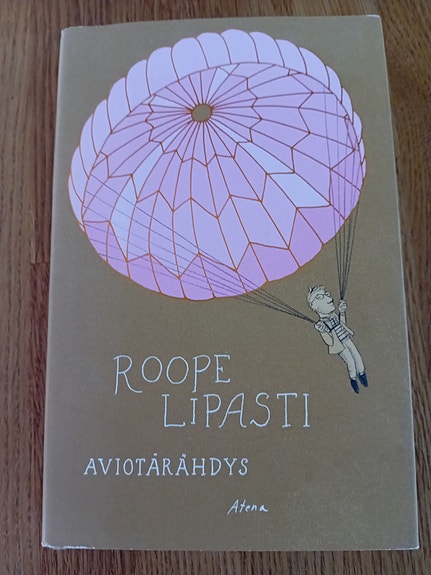 ROOPE
LIPASTI
AVIOTÄRÄHDYS
Atena